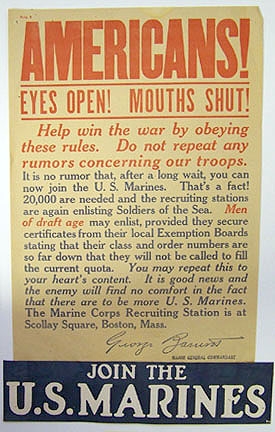 AMERICANS!
EYES OPEN! MOUTHS SHUT!
Help win the war by obeying
these rules. Do not repeat any
rumors concerning our troops.
It is no rumor that, after a long wait, you can
now join the U. S. Marines. That's a fact!
20,000 are needed and the recruiting stations
are again enlisting Soldiers of the Sea. Men
of draft age may enlist, provided they secure
certificates from their local Exemption Boards
stating that their class and order numbers are
so far down that they will not be called to fill
the current quota. You may repeat this to
your heart's content. It is good news and
the enemy will find no comfort in the fact
that there are to be more U. S. Marines.
The Marine Corps Recruiting Station is at
Scollay Square, Boston, Mass.
George Barnett
MAJOR GENERAL COMMANDANT
JOIN THE
U.S. MARINES